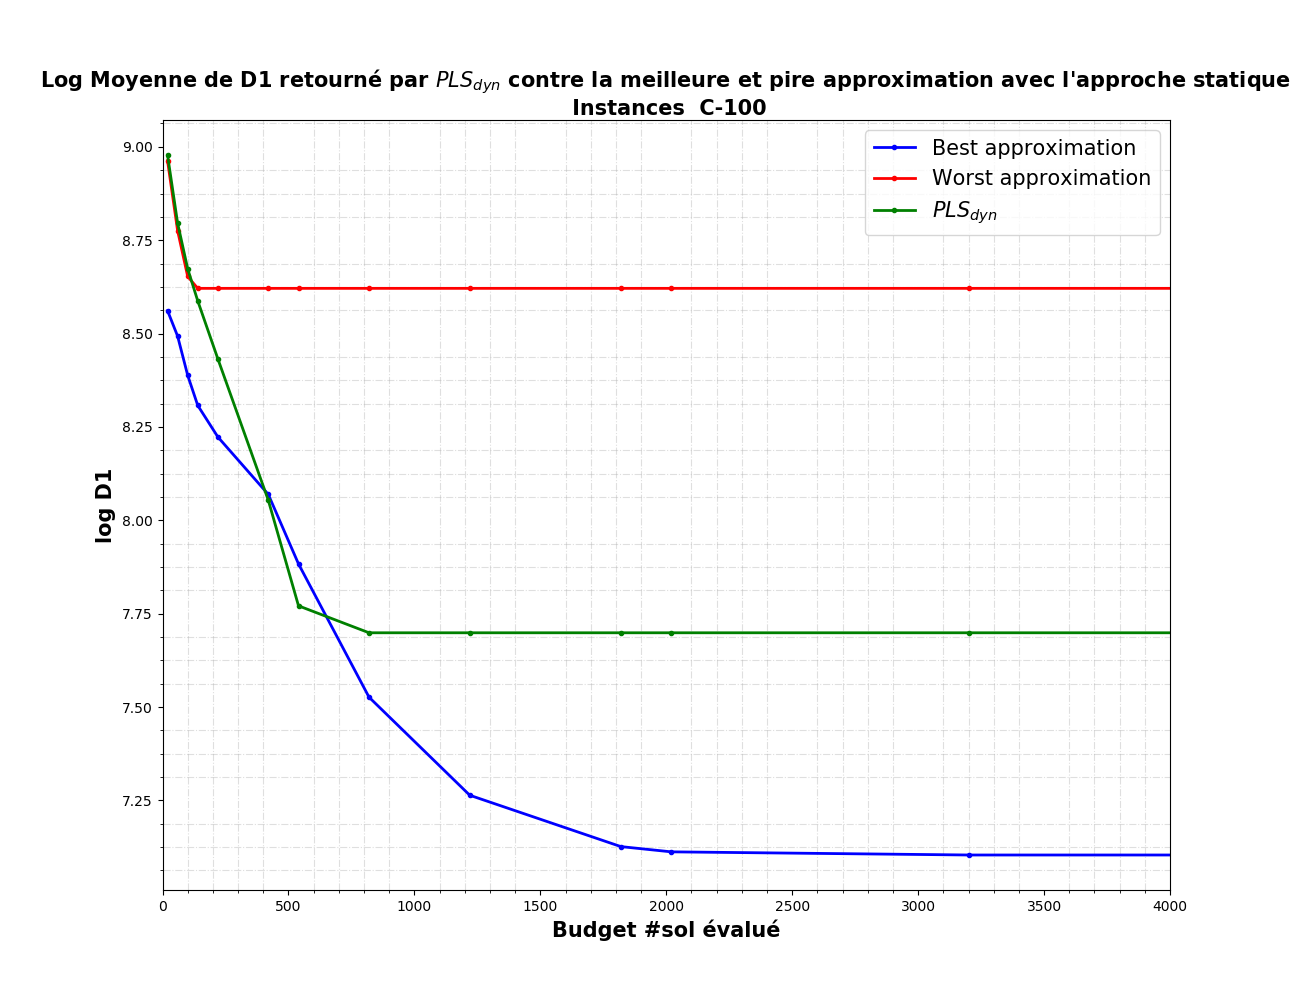 Log Moyenne de D1 retourné par PLS_dyn contre la meilleure et pire approximation avec l'approche statique
Instances  C-100
Best approximation
Worst approximation
PLS_dyn
9.00
8.75
8.50
8.25
8.00
7.75
7.50
7.25
log D1
0 500 1000 1500 2000 2500 3000 3500 4000
Budget #sol évalué